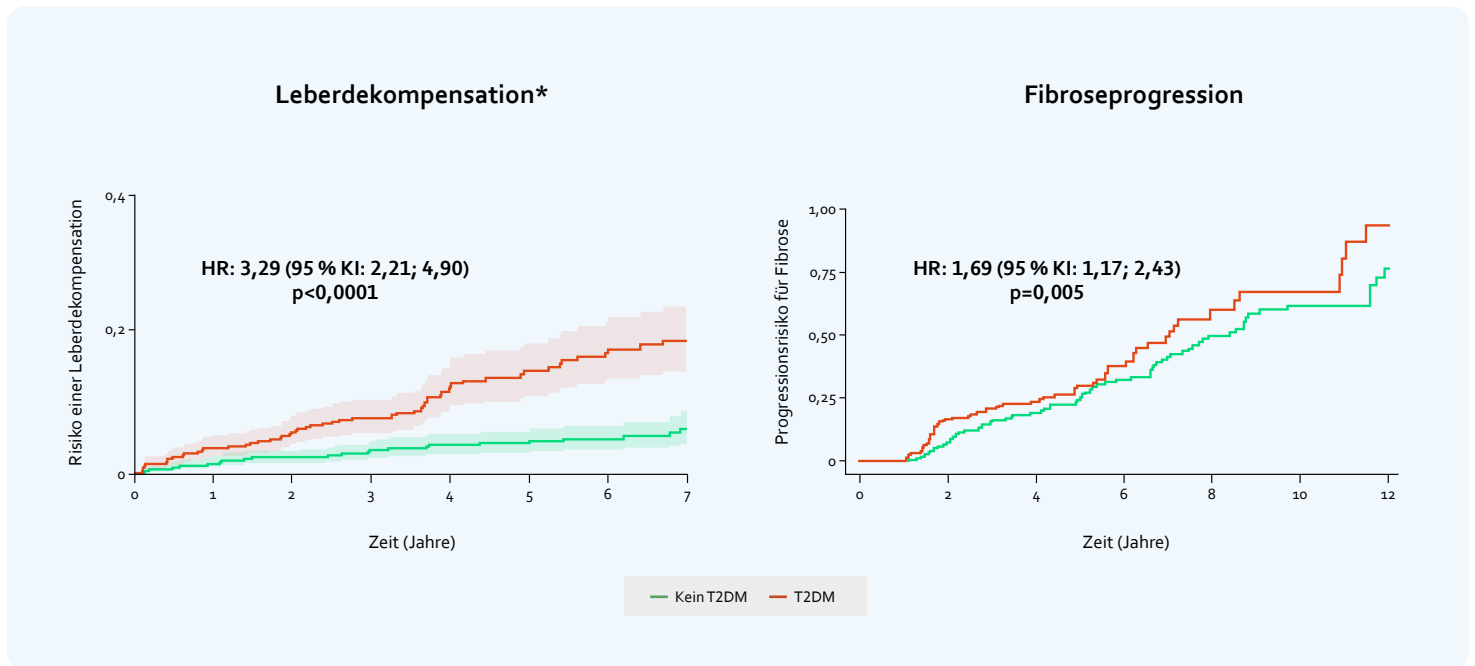 Leberdekompensation*
Risiko einer Leberdekompensation
0,4
0,2
0
HR: 3,29 (95 % KI: 2,21; 4,90)
p<0,0001
0 1 2 3 4 5 6 7
Zeit (Jahre)
Fibroseprogression
Progressionsrisiko für Fibrose
1,00
0,75
0,50
0,25
0
HR: 1,69 (95 % KI: 1,17; 2,43)
p=0,005
0 2 4 6 8 10 12
Zeit (Jahre)
Kein T2DM T2DM